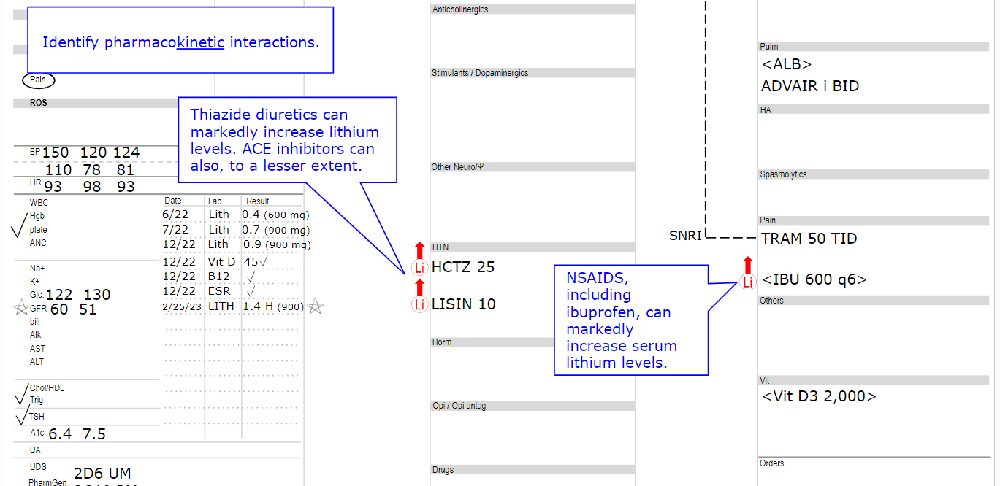 Identify pharmacokinetic interactions.
Pain
ROS
Thiazide diuretics can
markedly increase lithium
levels. ACE inhibitors can
also, to a lesser extent.
BP 150 120 124
110 78 81
HR 93 98 93
WBC
Hgb
plate
ANC
Na+
K+
Glc. 122 130
GFR 60 51
bili
Alk
AST
ALT
Chol/HDL
Trig
TSH
A1c 6.4 7.5
UA
UDS
2D6 UM
PharmGen
Date Lab Result
6/22 Lith 0.4 (600 mg)
7/22 Lith 0.7 (900 mg)
12/22 Lith 0.9 (900 mg)
12/22 Vit D 45✓
12/22 B12 ✓
12/22 ESR ✓
2/25/23 LITH 1.4 H (900)
Anticholinergics
Stimulants / Dopaminergics
Other Neuro/Ψ
HTN
Li HCTZ 25
Li LISIN 10
Horm
Opi / Opi antag
Drugs
NSAIDS,
including
ibuprofen, can
markedly
increase serum
lithium levels.
Pulm
<ALB>
ADVAIR i BID
HA
Spasmolytics
Pain
SNRI TRAM 50 TID
Li <IBU 600 q6>
Others
Vit
<Vit D3 2,000>
Orders